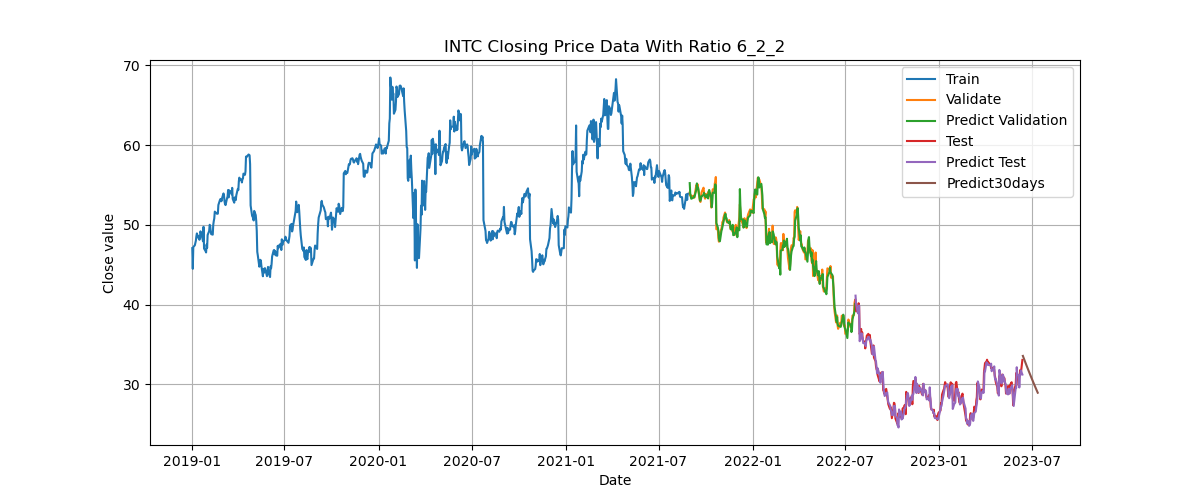 INTC Closing Price Data With Ratio 6_2_2
Train
Validate
Predict Validation
Test
Predict Test
Predict30days
70
60
50
40
30
Close value
2019-01 2019-07 2020-01 2020-07 2021-01 2021-07 2022-01 2022-07 2023-01 2023-07
Date